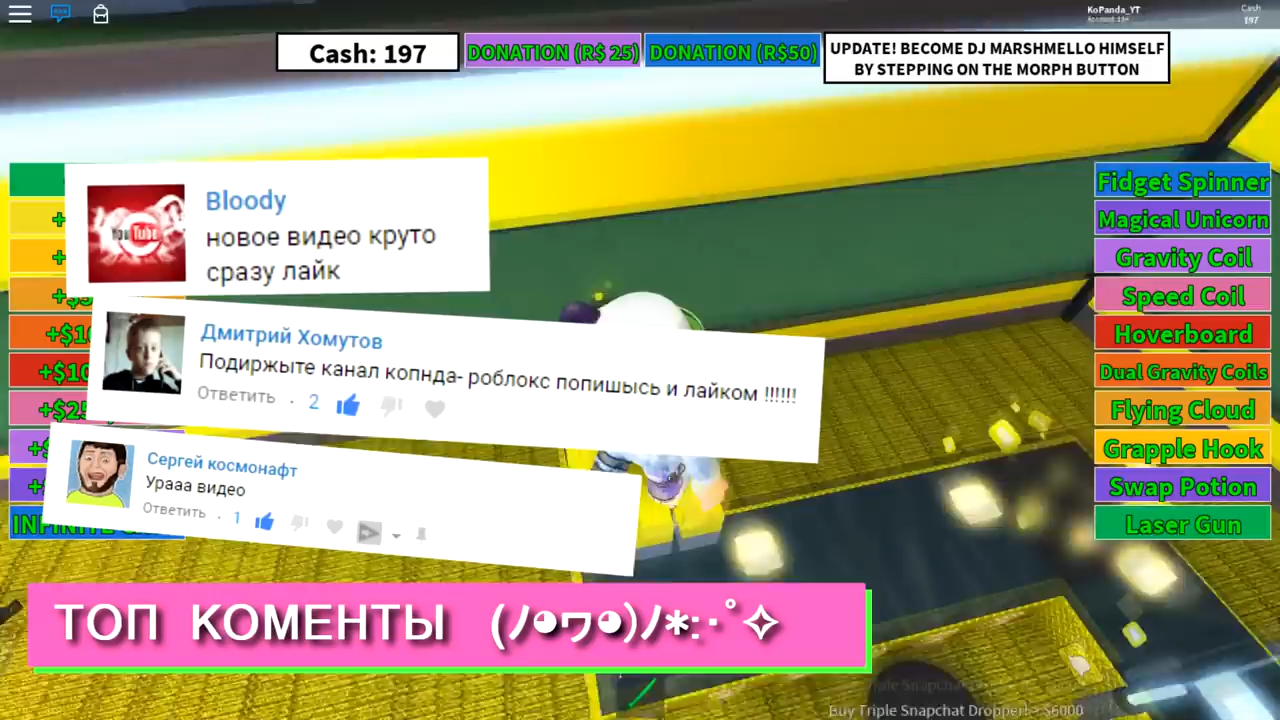 KoPanda_YT
Cash
197
Cash: 197
DONATION (R$ 25)
DONATION (R$50)
UPDATE! BECOME DJ MARSHMELLO HIMSELF
BY STEPPING ON THE MORPH BUTTON
Bloody
новое видео круто
сразу лайк
YouTube
Дмитрий Хомутов
Подиржыте канал копнда- роблокс попишысь и лайком !!!!!!
Ответить · 2
Сергей космонафт
Урааа видео
Ответить · 1
Fidget Spinner
Magical Unicorn
Gravity Coil
Speed Coil
Hoverboard
Dual Gravity Coils
Flying Cloud
Grapple Hook
Swap Potion
Laser Gun
ТОП КОМЕНТЫ (ﾉ◕ヮ◕)ﾉ*:･ﾟ✧
Buy Triple Snapchat Dropper! - $6000